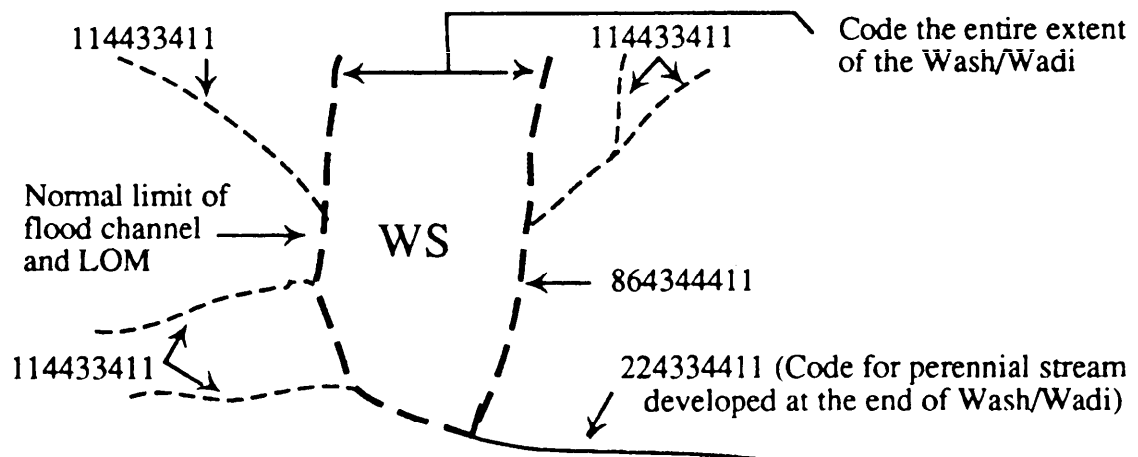 114433411
114433411
Code the entire extent
of the Wash/Wadi
Normal limit of
flood channel
and LOM
WS
864344411
114433411
224334411 (Code for perennial stream
developed at the end of Wash/Wadi)